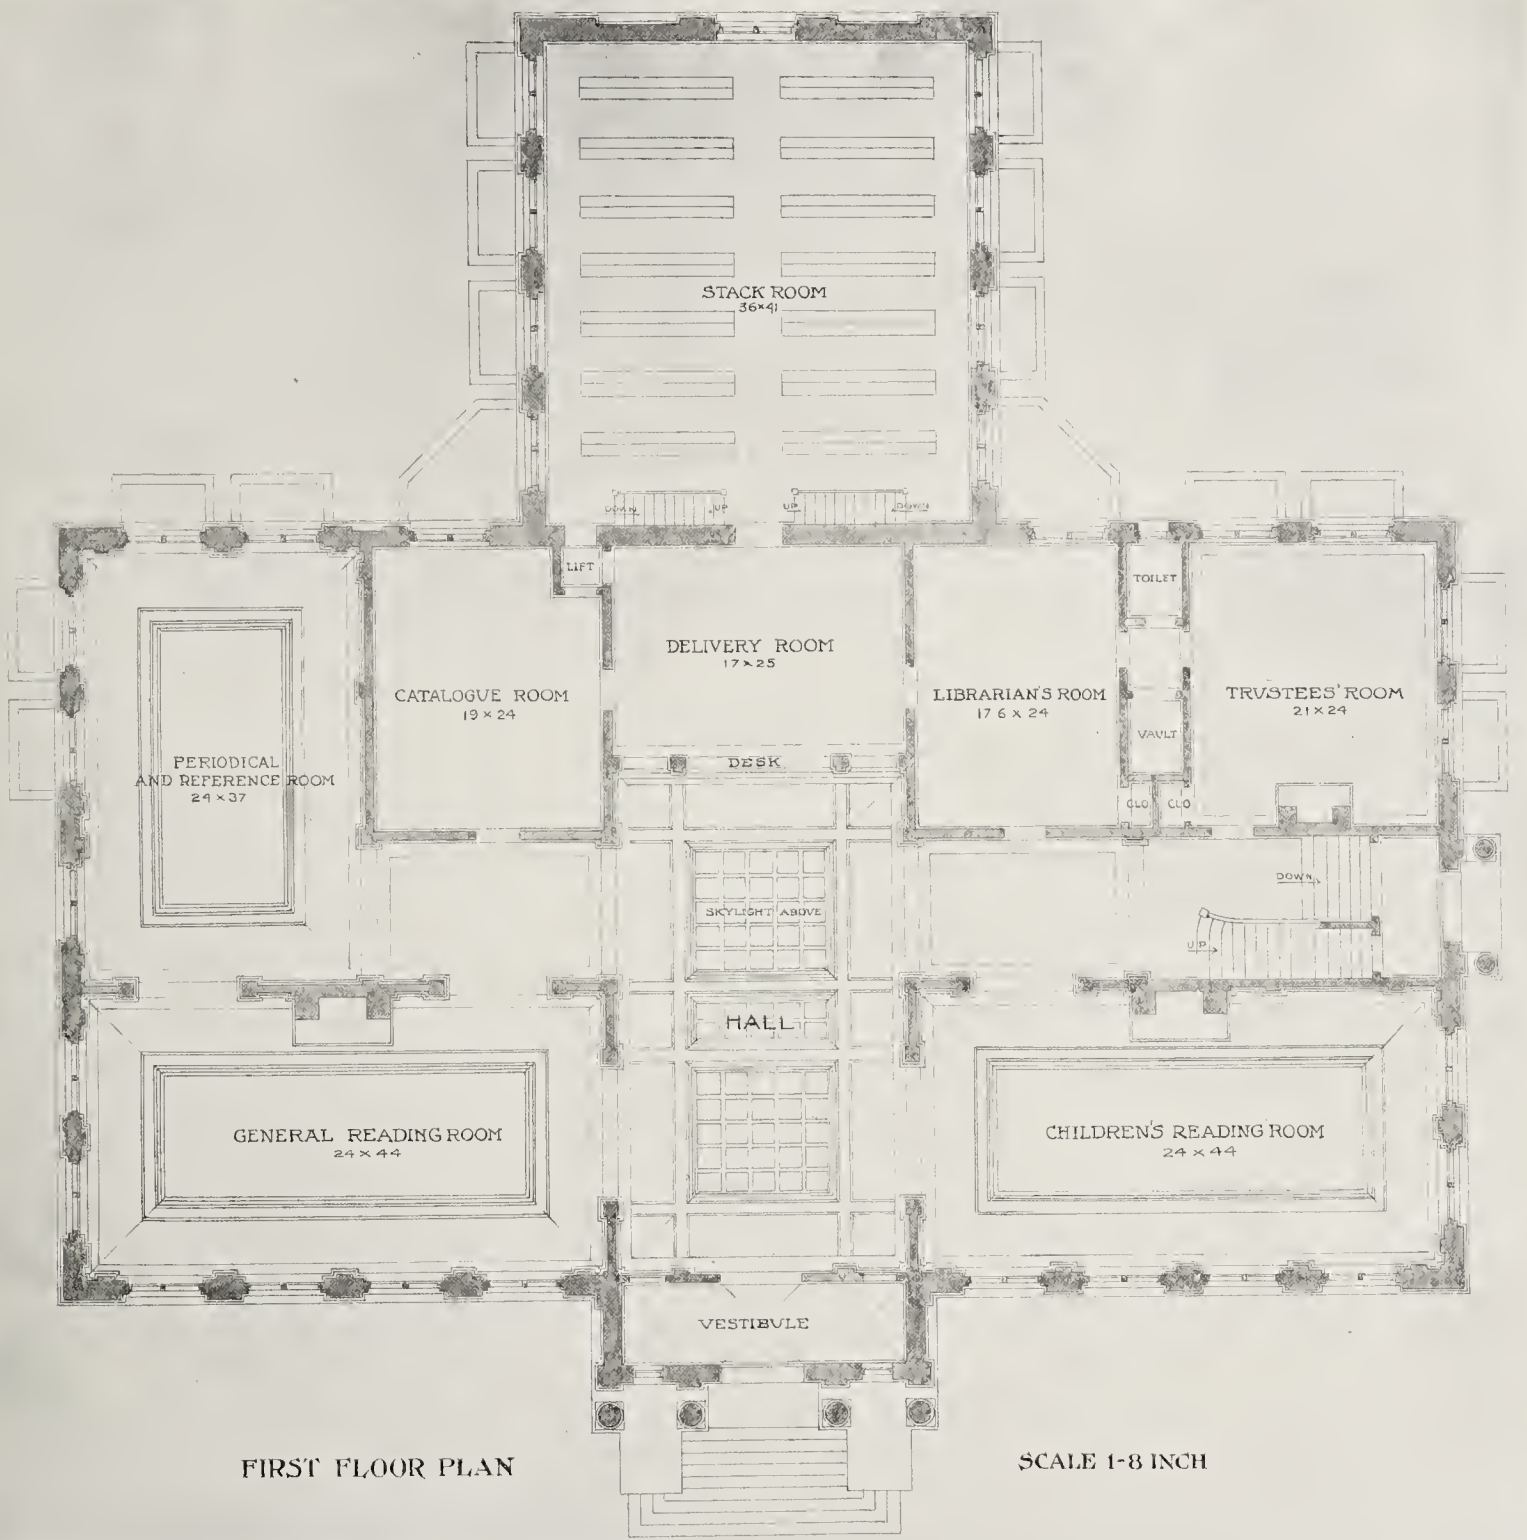 STACK ROOM
36×41
DOWN UP
UP DOWN
LIFT
TOILET
DELIVERY ROOM
17×25
CATALOGUE ROOM
19 × 24
LIBRARIAN'S ROOM
17 6 × 24
TRUSTEES' ROOM
21×24
VAULT
PERIODICAL
AND REFERENCE ROOM
24×37
DESK
CLO
CLO
DOWN
SKYLIGHT ABOVE
UP
HALL
GENERAL READING ROOM
24 × 44
CHILDREN'S READING ROOM
24 × 44
VESTIBULE
FIRST FLOOR PLAN
SCALE 1-8 INCH